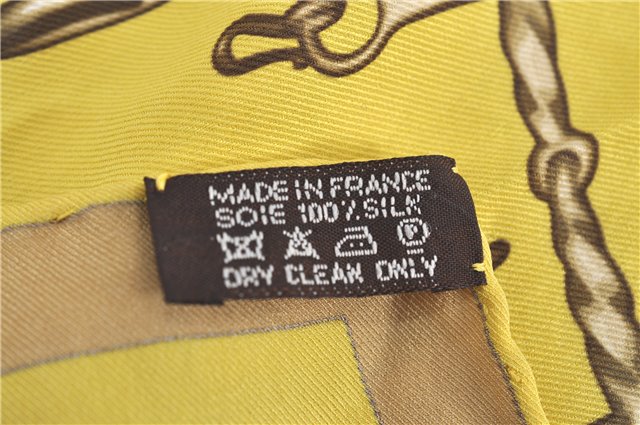 MADE IN FRANCE
SOIE 100% SILK
P
DRY CLEAN ONLY